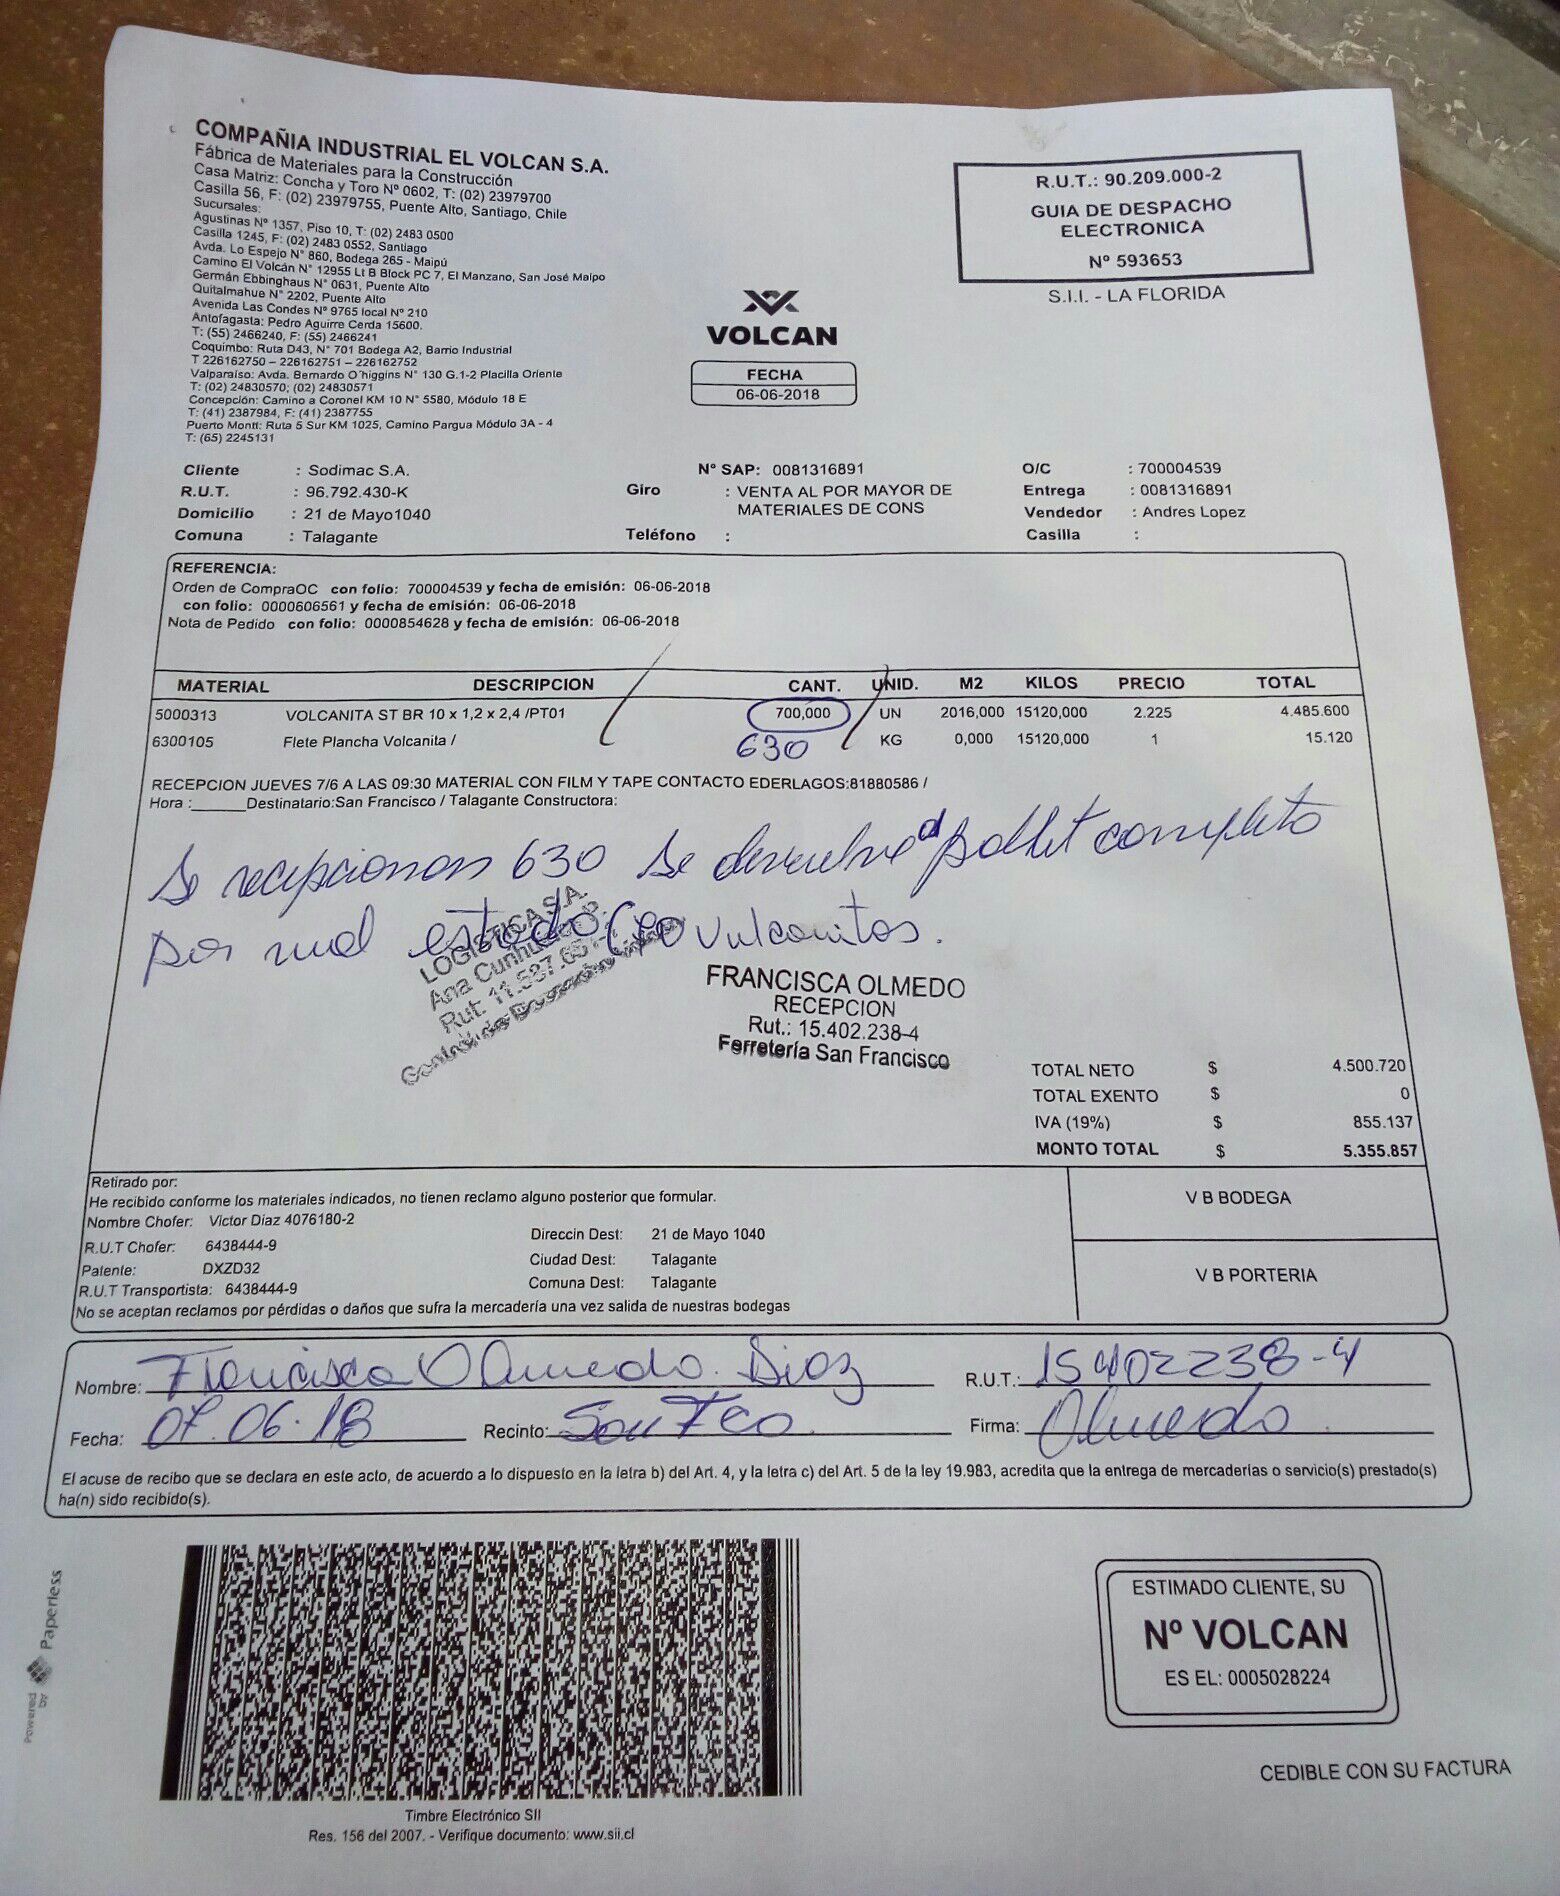 COMPAÑIA INDUSTRIAL EL VOLCAN S.A.
Fábrica de Materiales para la Construcción
Casa Matriz: Concha y Toro Nº 0602, T: (02) 23979700
Casilla 56, F: (02) 23979755, Puente Alto, Santiago, Chile
Sucursales:
Agustinas Nº 1357, Piso 10, T: (02) 2483 0500
Casilla 1245, F: (02) 2483 0552, Santiago
Avda. Lo Espejo N° 860, Bodega 265 - Maipú
Camino El Volcán N° 12955 Lt B Block PC 7, El Manzano, San José Maipo
Germán Ebbinghaus N° 0631, Puente Alto
Quitalmahue N° 2202, Puente Alto
Avenida Las Condes Nº 9765 local Nº 210
Antofagasta: Pedro Aguirre Cerda 15600.
T: (55) 2466240, F: (55) 2466241
Coquimbo: Ruta D43, N° 701 Bodega A2, Barrio Industrial
T 226162750 – 226162751 – 226162752
Valparaíso: Avda. Bernardo O´higgins N° 130 G.1-2 Placilla Oriente
T: (02) 24830570; (02) 24830571
Concepción: Camino a Coronel KM 10 N° 5580, Módulo 18 E
T: (41) 2387984, F: (41) 2387755
Puerto Montt: Ruta 5 Sur KM 1025, Camino Pargua Módulo 3A - 4
T: (65) 2245131
R.U.T.: 90.209.000-2
GUIA DE DESPACHO
ELECTRONICA
Nº 593653
S.I.I. - LA FLORIDA
VOLCAN
FECHA
06-06-2018
Cliente : Sodimac S.A. Nº SAP: 0081316891 O/C : 700004539
R.U.T. : 96.792.430-K Giro : VENTA AL POR MAYOR DE Entrega : 0081316891
Domicilio : 21 de Mayo1040 MATERIALES DE CONS Vendedor : Andres Lopez
Comuna : Talagante Teléfono : Casilla :
REFERENCIA:
Orden de CompraOC con folio: 700004539 y fecha de emisión: 06-06-2018
con folio: 0000606561 y fecha de emisión: 06-06-2018
Nota de Pedido con folio: 0000854628 y fecha de emisión: 06-06-2018
MATERIAL DESCRIPCION CANT. UNID. M2 KILOS PRECIO TOTAL
5000313 VOLCANITA ST BR 10 x 1,2 x 2,4 /PT01 700,000 UN 2016,000 15120,000 2.225 4.485.600
6300105 Flete Plancha Volcanita / 630 KG 0,000 15120,000 1 15.120
RECEPCION JUEVES 7/6 A LAS 09:30 MATERIAL CON FILM Y TAPE CONTACTO EDERLAGOS:81880586 /
Hora :______Destinatario:San Francisco / Talagante Constructora:
Se recepcionan 630 Se devuelve pallet completo
por mal estado (70 Vulcanitas.
LOGISTICA S.A.
Ana
Rut: 11.587.65
Control de Despacho
FRANCISCA OLMEDO
RECEPCION
Rut.: 15.402.238-4
Ferretería San Francisco
TOTAL NETO $ 4.500.720
TOTAL EXENTO $ 0
IVA (19%) $ 855.137
MONTO TOTAL $ 5.355.857
Retirado por:
He recibido conforme los materiales indicados, no tienen reclamo alguno posterior que formular.
Nombre Chofer: Victor Diaz 4076180-2
R.U.T Chofer: 6438444-9 Direccin Dest: 21 de Mayo 1040
Patente: DXZD32 Ciudad Dest: Talagante
R.U.T Transportista: 6438444-9 Comuna Dest: Talagante
No se aceptan reclamos por pérdidas o daños que sufra la mercadería una vez salida de nuestras bodegas
V B BODEGA
V B PORTERIA
Nombre: Francisca Olmedo. Diaz R.U.T.: 15402238-4
Fecha: 07.06.18 Recinto: San Fco. Firma: Olmedo.
El acuse de recibo que se declara en este acto, de acuerdo a lo dispuesto en la letra b) del Art. 4, y la letra c) del Art. 5 de la ley 19.983, acredita que la entrega de mercaderías o servicio(s) prestado(s)
ha(n) sido recibido(s).
Powered by Paperless
Timbre Electrónico SII
Res. 156 del 2007. - Verifique documento: www.sii.cl
ESTIMADO CLIENTE, SU
Nº VOLCAN
ES EL: 0005028224
CEDIBLE CON SU FACTURA